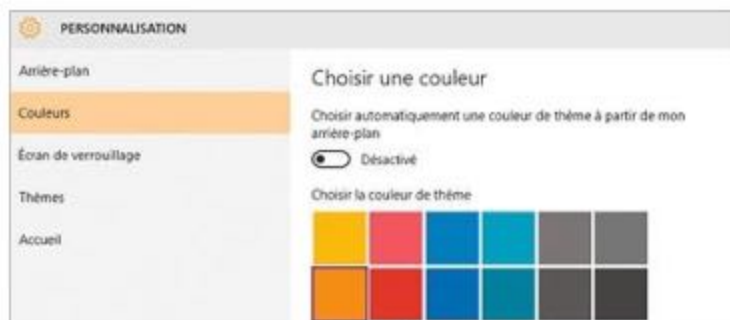 PERSONNALISATION
Arrière-plan
Couleurs
Écran de verrouillage
Thèmes
Accueil
Choisir une couleur
Choisir automatiquement une couleur de thème à partir de mon
arrière-plan
Désactivé
Choisir la couleur de thème